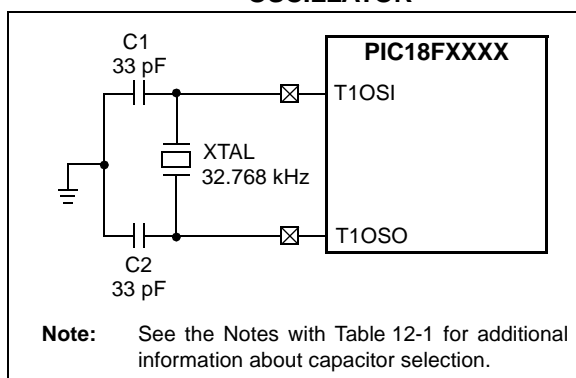 OSCILLATOR
C1
33 pF
PIC18FXXXX
T1OSI
XTAL
32.768 kHz
T1OSO
C2
33 pF
Note: See the Notes with Table 12-1 for additional
information about capacitor selection.